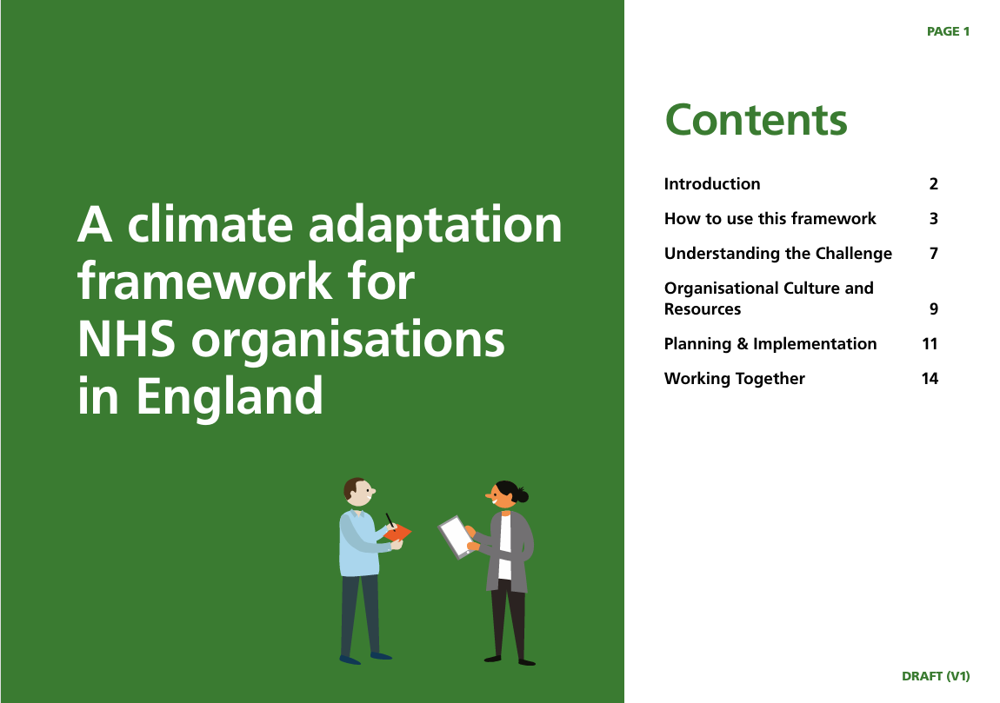 A climate adaptation
framework for
NHS organisations
in England
PAGE 1
Contents
Introduction 2
How to use this framework 3
Understanding the Challenge 7
Organisational Culture and
Resources 9
Planning & Implementation 11
Working Together 14
DRAFT (V1)